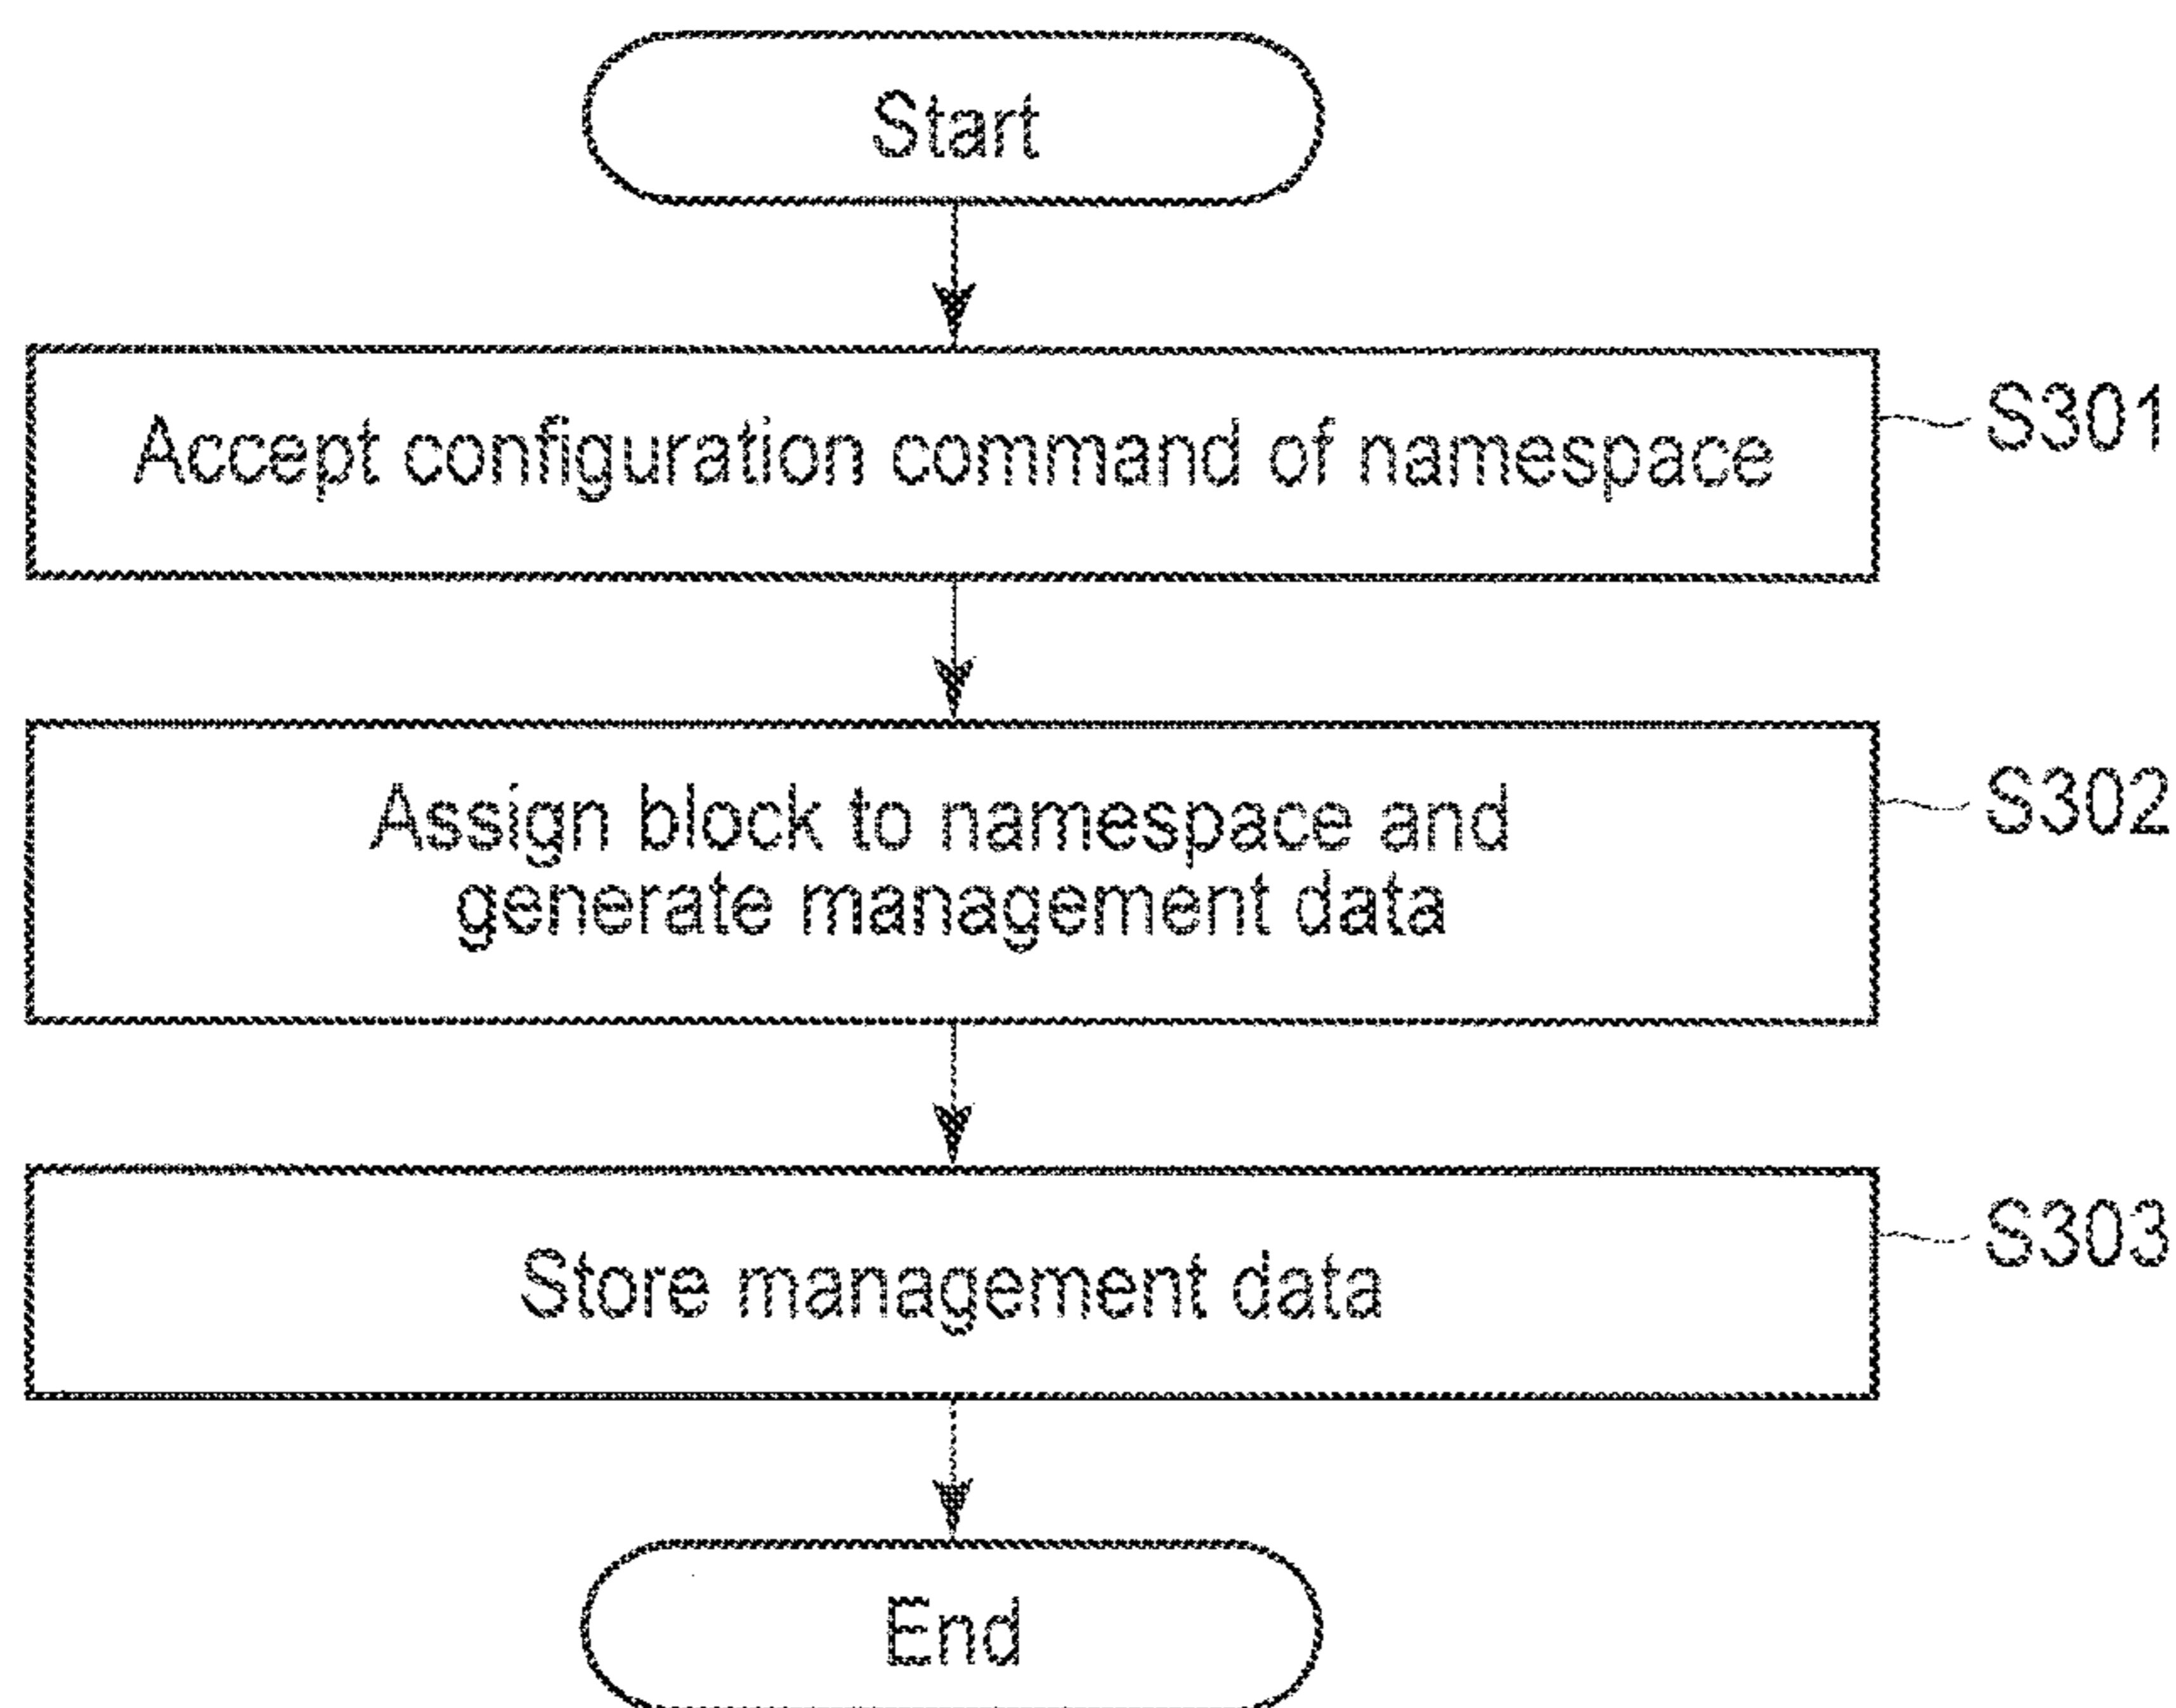 Start
Accept configuration command of namespace
S301
Assign block to namespace and
generate management data
S302
Store management data
S303
End